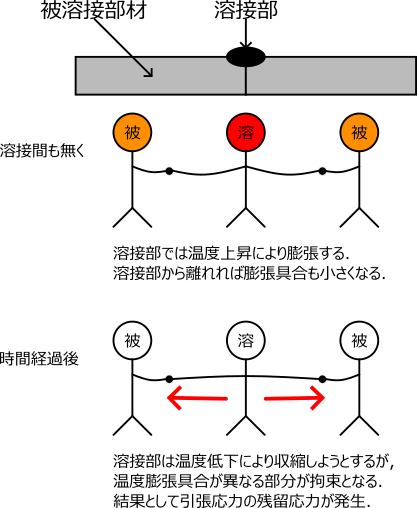 被溶接部材
溶接部
被
溶
被
溶接間も無く
溶接部では温度上昇により膨張する.
溶接部から離れれば膨張具合も小さくなる.
被
溶
被
時間経過後
溶接部は温度低下により収縮しようとするが,
温度膨張具合が異なる部分が拘束となる.
結果として引張応力の残留応力が発生.